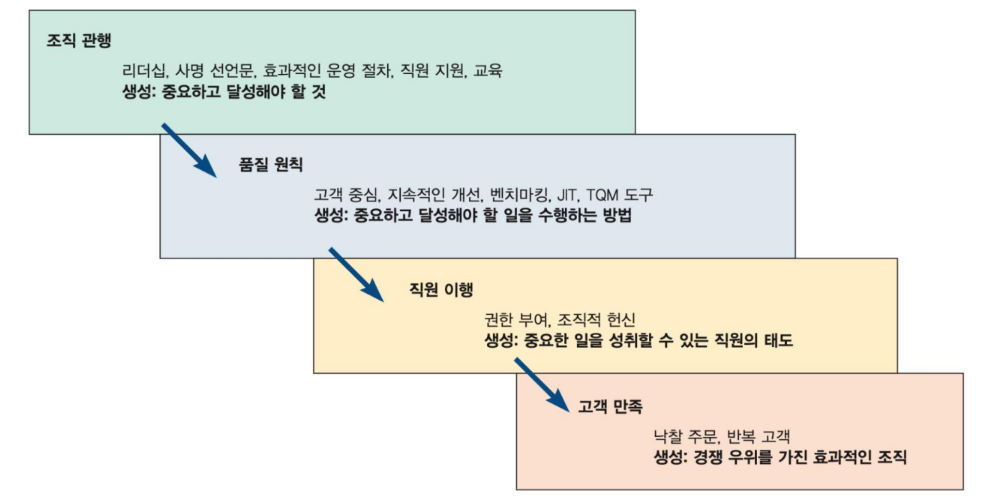 조직 관행
리더십, 사명 선언문, 효과적인 운영 절차, 직원 지원, 교육
생성: 중요하고 달성해야 할 것
품질 원칙
고객 중심, 지속적인 개선, 벤치마킹, JIT, TQM 도구
생성: 중요하고 달성해야 할 일을 수행하는 방법
직원 이행
권한 부여, 조직적 헌신
생성: 중요한 일을 성취할 수 있는 직원의 태도
고객 만족
낙찰 주문, 반복 고객
생성: 경쟁 우위를 가진 효과적인 조직